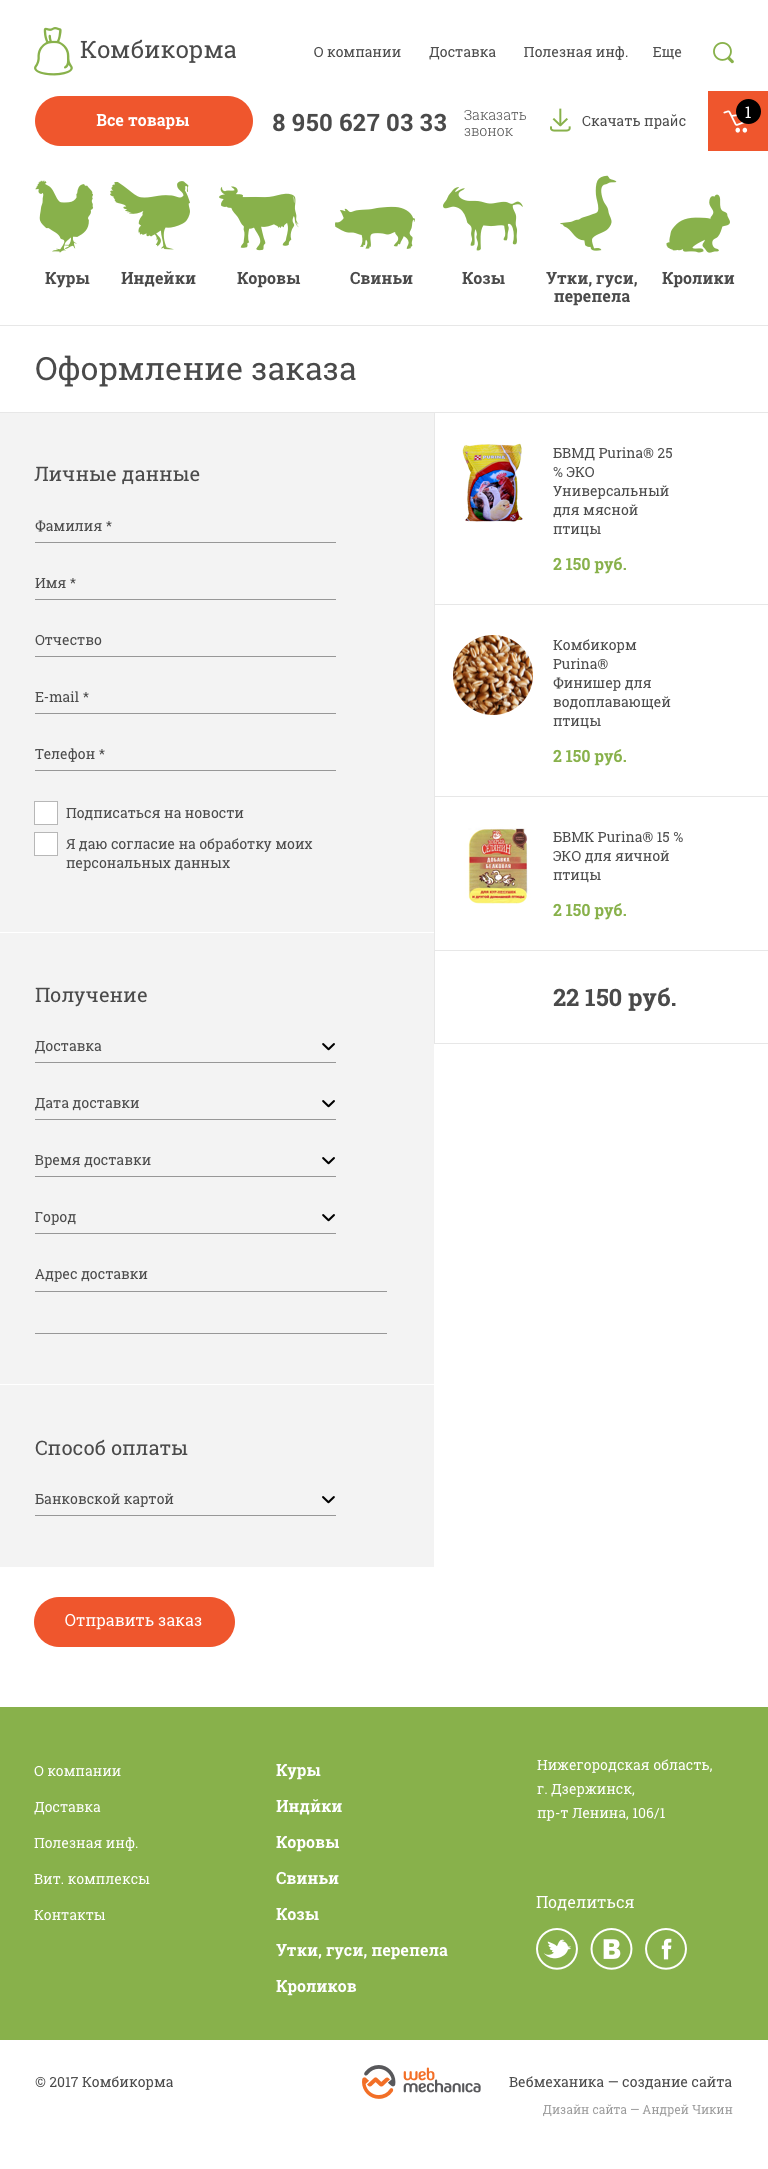 Комбикорма
О компании
Доставка
Полезная инф.
Еще
Все товары
8 950 627 03 33
Заказать
звонок
Скачать прайс
1
Куры
Индейки
Коровы
Свиньи
Козы
Утки, гуси,
перепела
Кролики
Оформление заказа
Личные данные
Фамилия *
Имя *
Отчество
E-mail *
Телефон *
Подписаться на новости
Я даю согласие на обработку моих
персональных данных
Получение
Доставка
Дата доставки
Время доставки
Город
Адрес доставки
Способ оплаты
Банковской картой
Отправить заказ
БВМД Purina® 25
% ЭКО
Универсальный
для мясной
птицы
2 150 руб.
Комбикорм
Purina®
Финишер для
водоплавающей
птицы
2 150 руб.
СЕЛЯНИН
ДОБАВКА
БВМК Purina® 15 %
ЭКО для яичной
птицы
2 150 руб.
22 150 руб.
О компании
Доставка
Полезная инф.
Вит. комплексы
Контакты
Куры
Индйки
Коровы
Свиньи
Козы
Утки, гуси, перепела
Кроликов
Нижегородская область,
г. Дзержинск,
пр-т Ленина, 106/1
Поделиться
© 2017 Комбикорма
web
mechanica
Вебмеханика — создание сайта
Дизайн сайта — Андрей Чикин